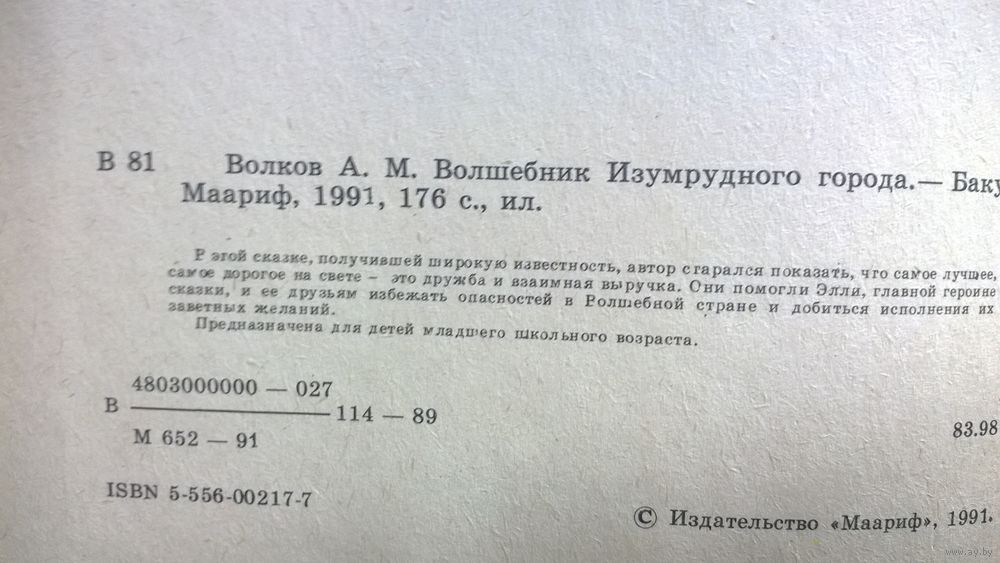 В 81 Волков А. М. Волшебник Изумрудного города.— Баку
Маариф, 1991, 176 с., ил.
В этой сказке, получившей широкую известность, автор старался показать, что самое лучшее,
самое дорогое на свете – это дружба и взаимная выручка. Они помогли Элли, главной героине
сказки, и ее друзьям избежать опасностей в Волшебной стране и добиться исполнения их
заветных желаний.
Предназначена для детей младшего школьного возраста.
4803000000 — 027
В 114 — 89
М 652 — 91
83.98
ISBN 5-556-00217-7
© Издательство «Маариф», 1991.
www.ay.by